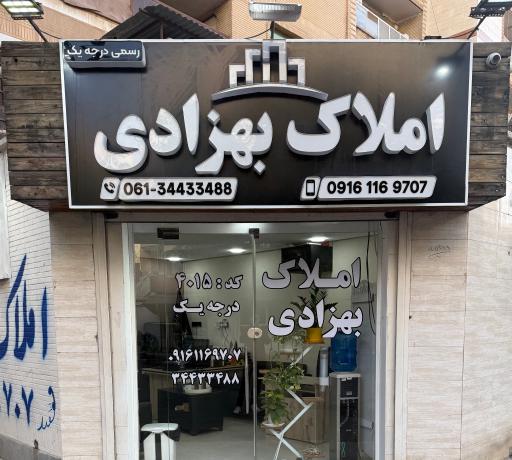 رسمی درجه یک
املاک بهزادی
061-34433488
0916 116 9707
املاک
بهزادی
کد : ۴۰۱۵
درجه یک
۰۹۱۶۱۱۶۹۷۰۷
۳۴۴۳۳۴۸۸
املاک
۷۰۷